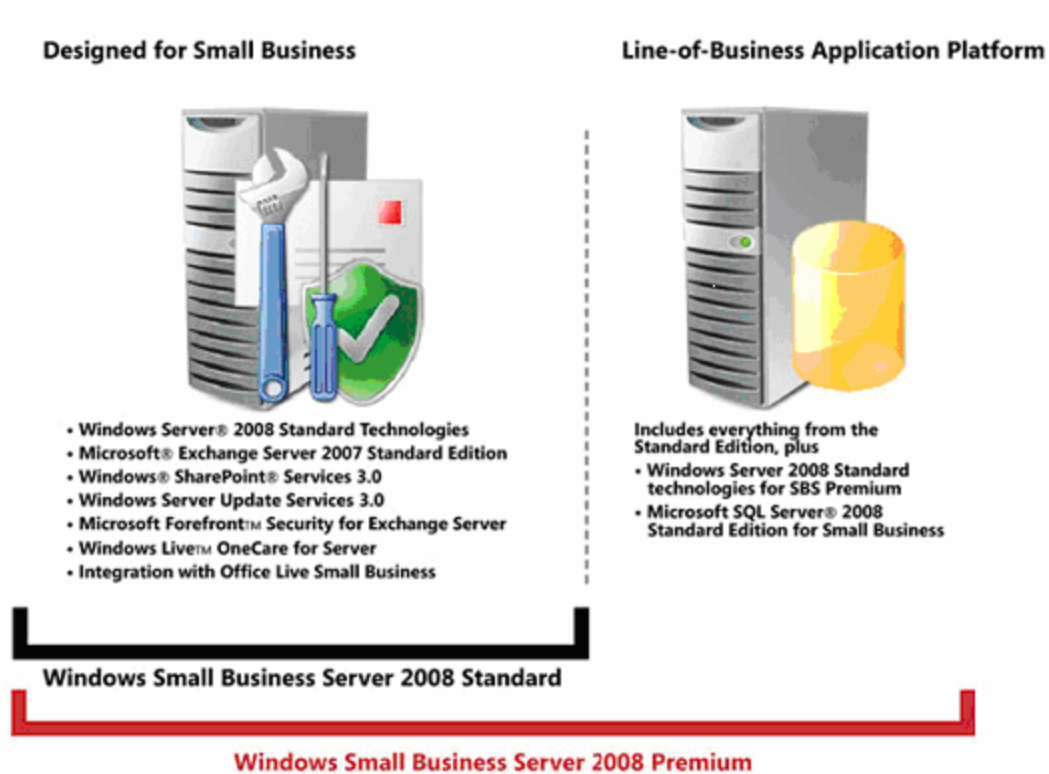 Designed for Small Business
Line-of-Business Application Platform
• Windows Server® 2008 Standard Technologies
• Microsoft® Exchange Server 2007 Standard Edition
• Windows® SharePoint® Services 3.0
• Windows Server Update Services 3.0
• Microsoft Forefront™ Security for Exchange Server
• Windows Live™ OneCare for Server
• Integration with Office Live Small Business
Includes everything from the
Standard Edition, plus
• Windows Server 2008 Standard
technologies for SBS Premium
• Microsoft SQL Server® 2008
Standard Edition for Small Business
Windows Small Business Server 2008 Standard
Windows Small Business Server 2008 Premium